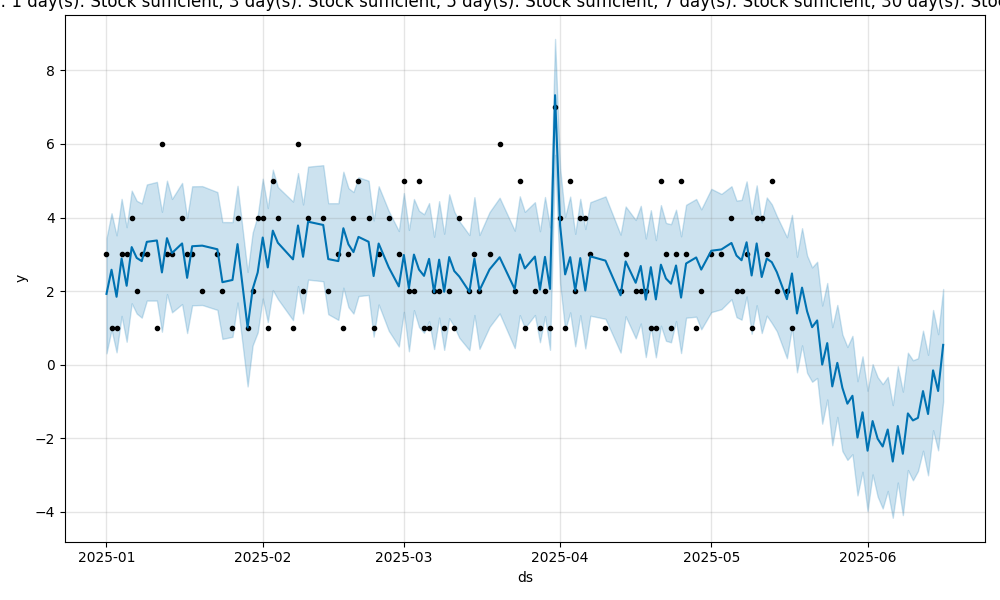 . 1 day(s): Stock sufficient, 3 day(s): Stock sufficient, 5 day(s): Stock sufficient, 7 day(s): Stock sufficient, 30 day(s): Sto
8
6
4
2
0
−2
−4
y
2025-01 2025-02 2025-03 2025-04 2025-05 2025-06
ds